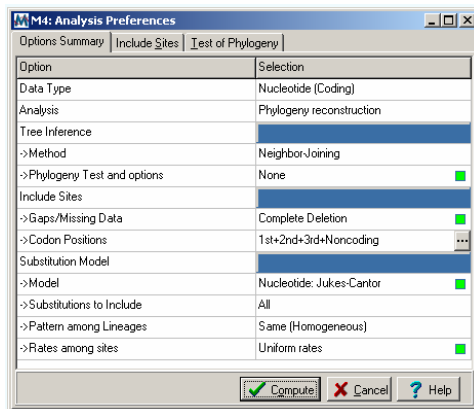 M4: Analysis Preferences
Options Summary Include Sites Test of Phylogeny
Option Selection
Data Type Nucleotide (Coding)
Analysis Phylogeny reconstruction
Tree Inference
->Method Neighbor-Joining
->Phylogeny Test and options None
Include Sites
->Gaps/Missing Data Complete Deletion
->Codon Positions 1st+2nd+3rd+Noncoding ...
Substitution Model
->Model Nucleotide: Jukes-Cantor
->Substitutions to Include All
->Pattern among Lineages Same (Homogeneous)
->Rates among sites Uniform rates
Compute Cancel ? Help